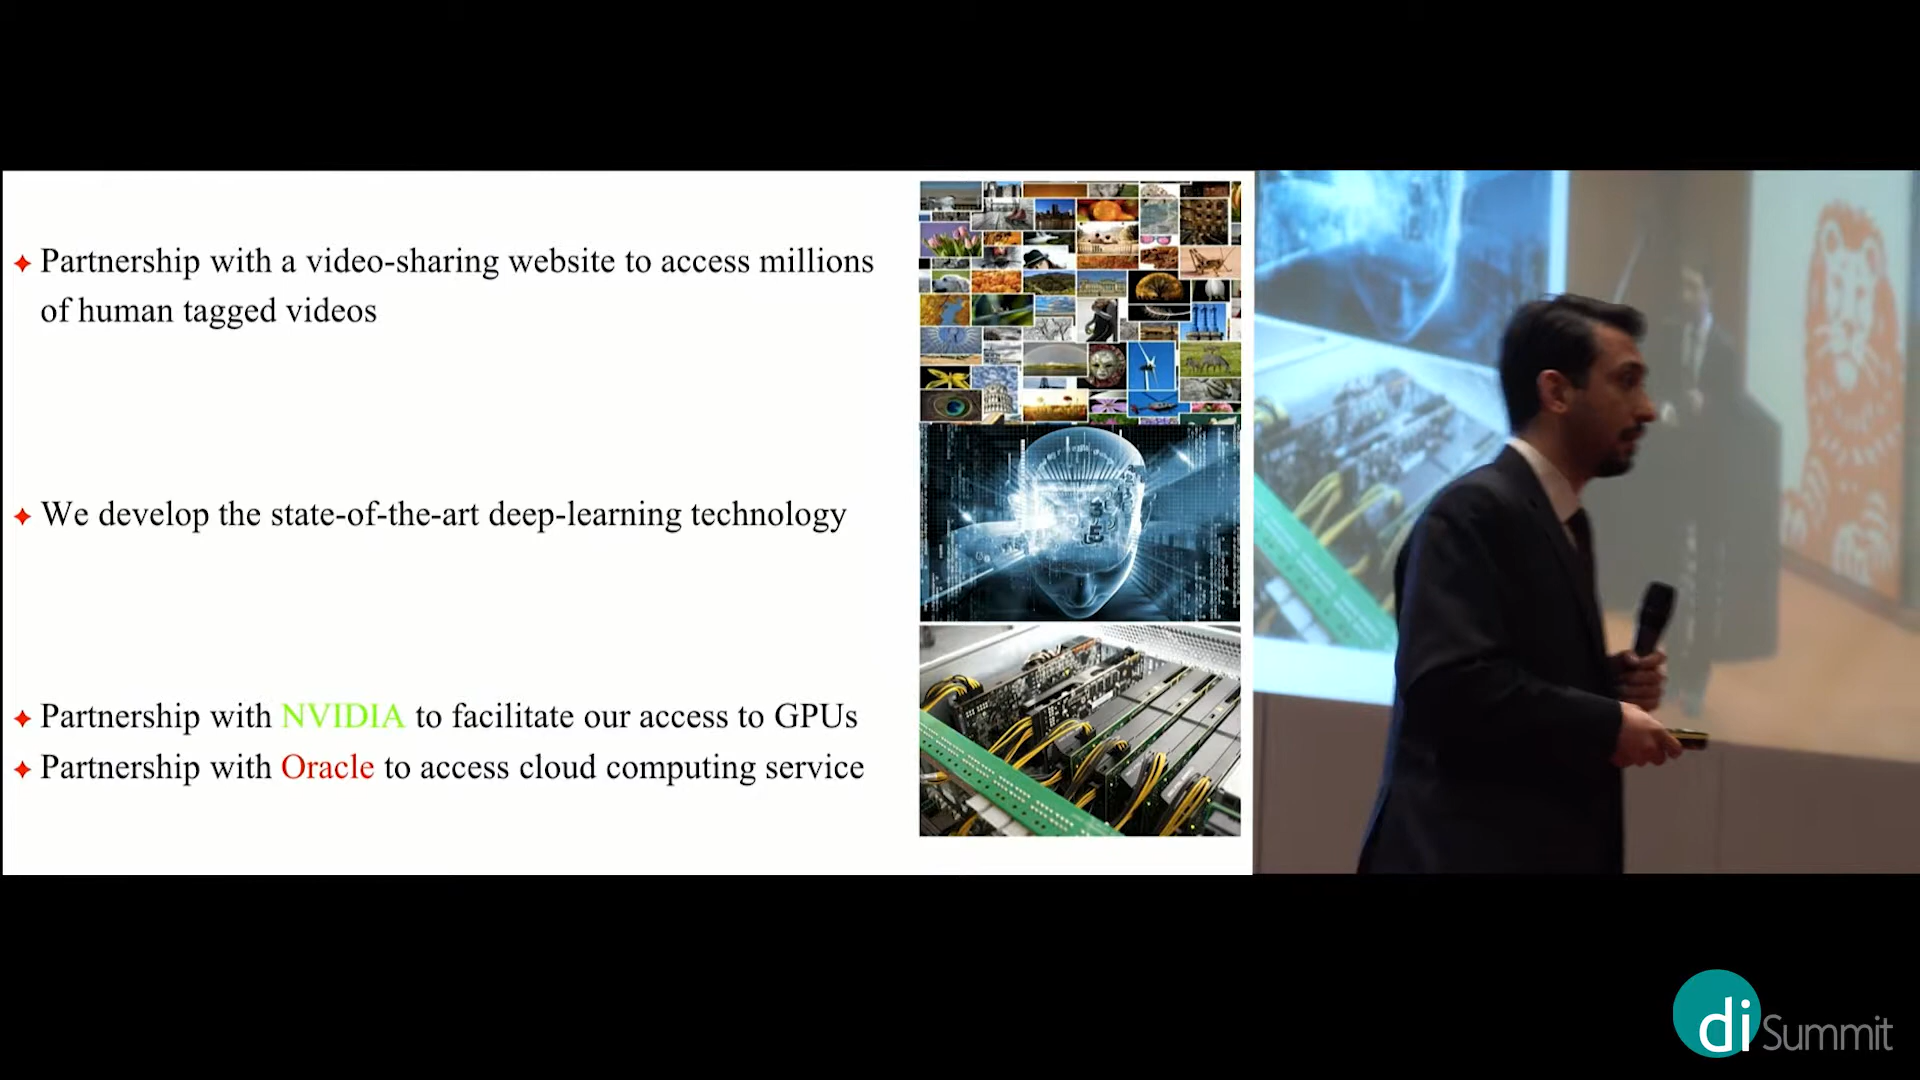 Partnership with a video-sharing website to access millions
of human tagged videos
We develop the state-of-the-art deep-learning technology
Partnership with NVIDIA to facilitate our access to GPUs
Partnership with Oracle to access cloud computing service
di Summit